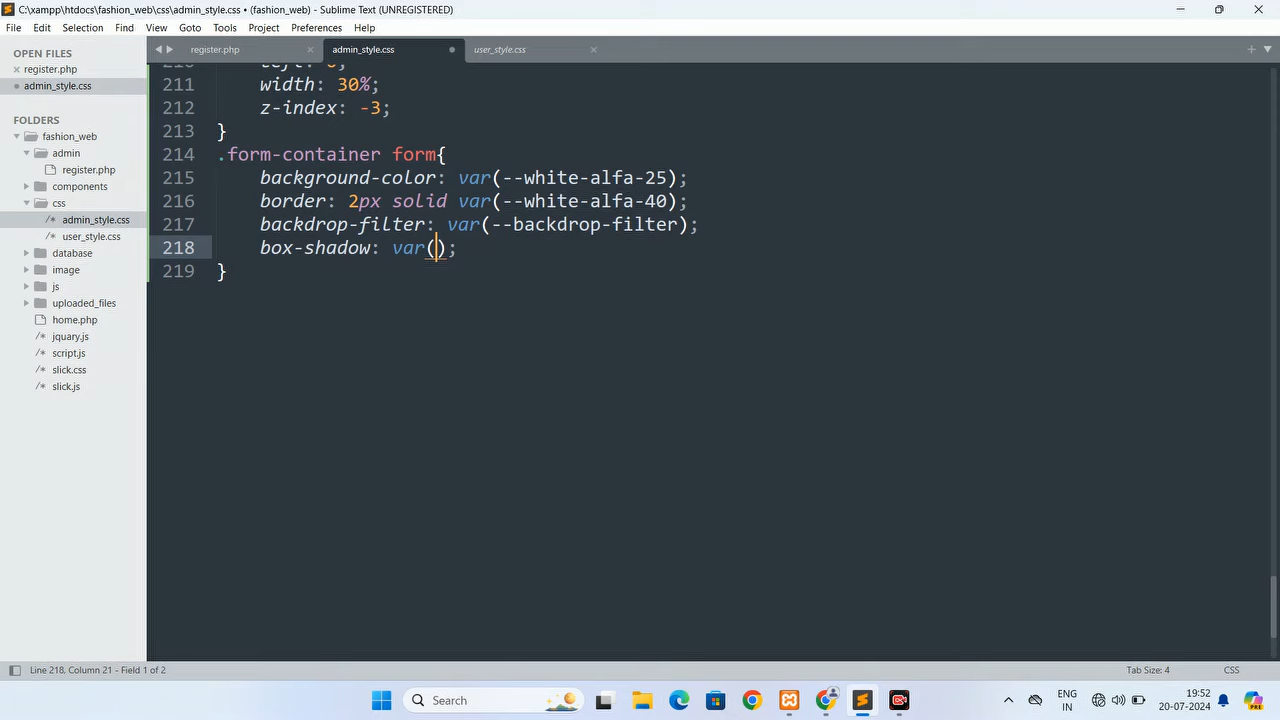 C:\xampp\htdocs\fashion_web\css\admin_style.css • (fashion_web) - Sublime Text (UNREGISTERED)
File Edit Selection Find View Goto Tools Project Preferences Help
OPEN FILES
register.php
admin_style.css
FOLDERS
fashion_web
admin
register.php
components
css
admin_style.css
user_style.css
database
image
js
uploaded_files
home.php
jquary.js
script.js
slick.css
slick.js
register.php admin_style.css user_style.css
210 left: 0;
211 width: 30%;
212 z-index: -3;
213 }
214 .form-container form{
215 background-color: var(--white-alfa-25);
216 border: 2px solid var(--white-alfa-40);
217 backdrop-filter: var(--backdrop-filter);
218 box-shadow: var();
219 }
Line 218, Column 21 - Field 1 of 2 Tab Size: 4 CSS
Search
ENG
IN
19:52
20-07-2024
PRE